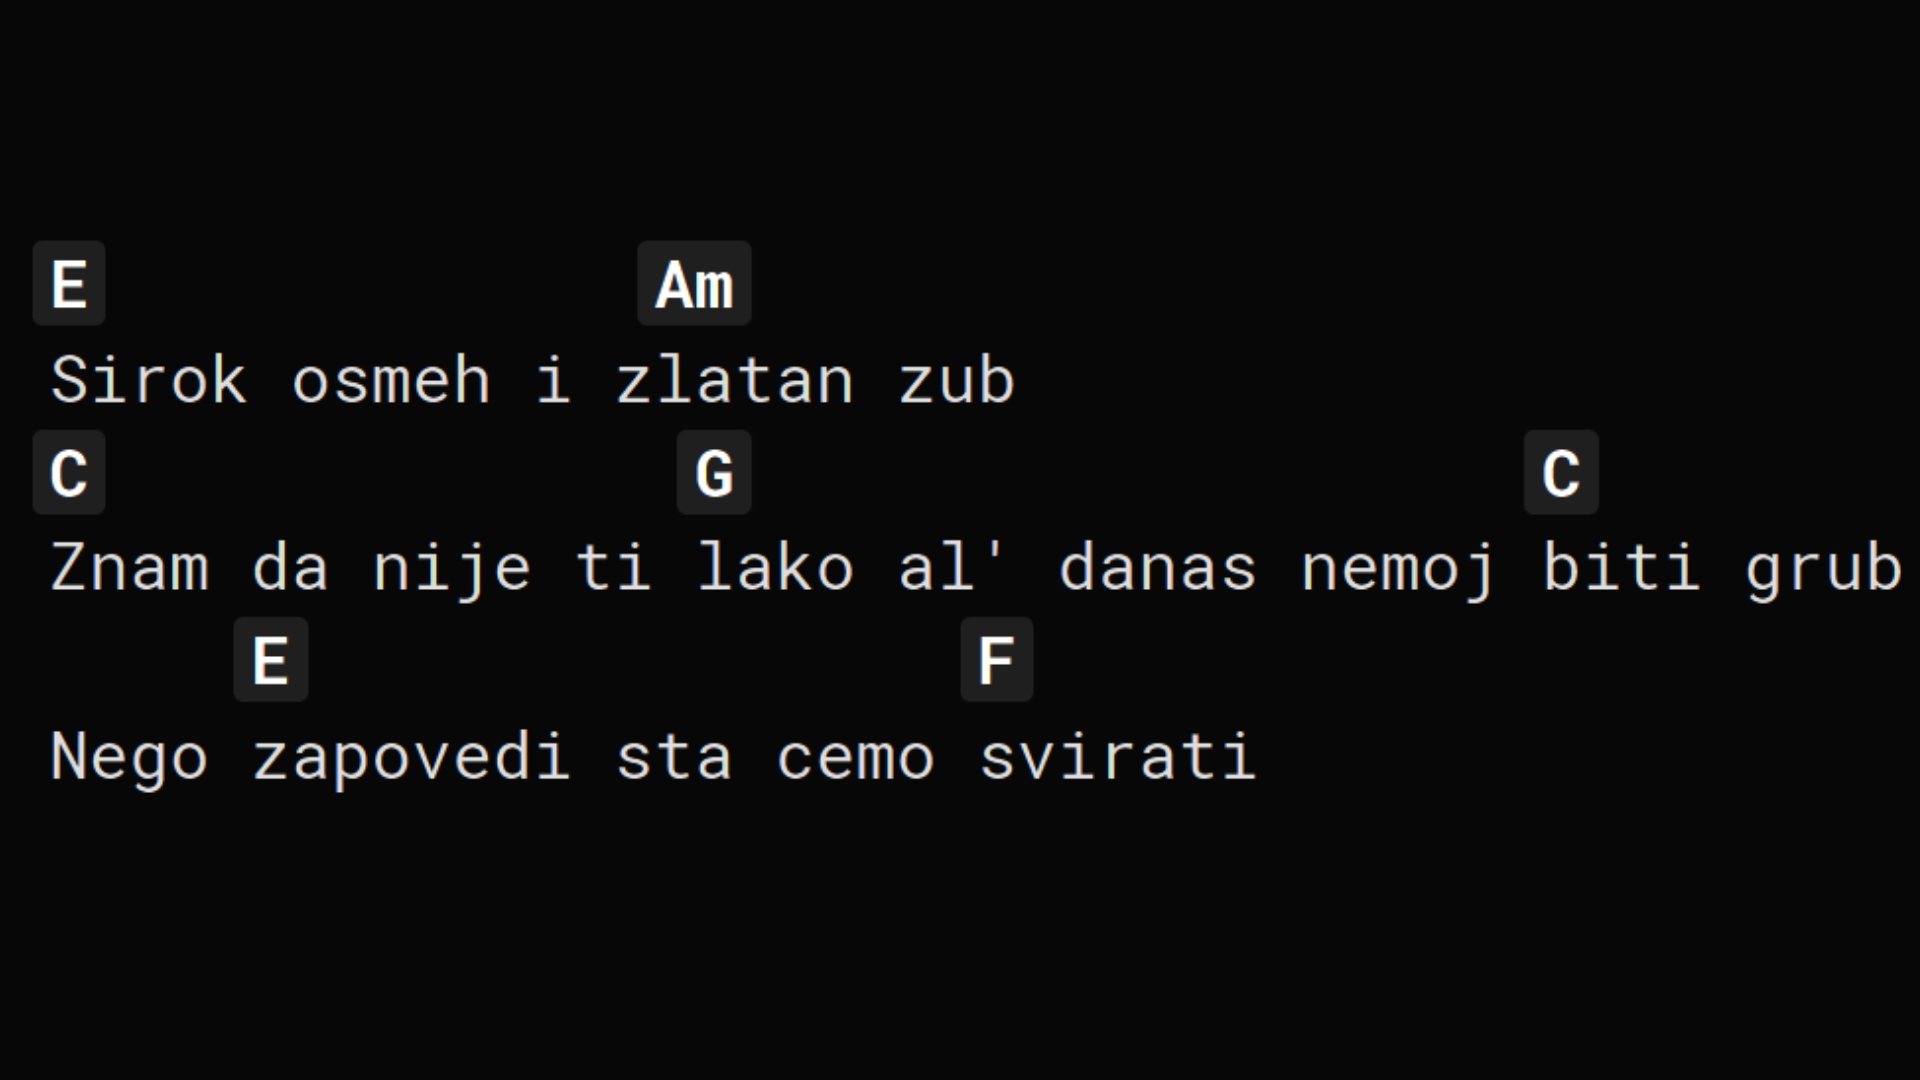 E Am
Sirok osmeh i zlatan zub
C G C
Znam da nije ti lako al' danas nemoj biti grub
E F
Nego zapovedi sta cemo svirati